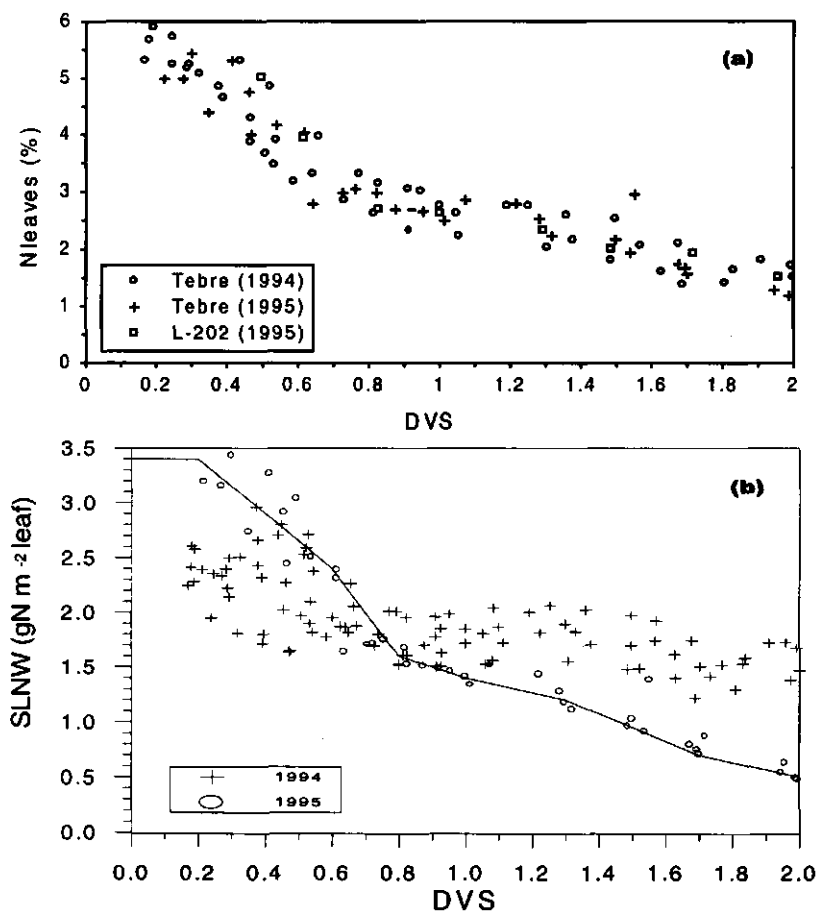 (a)
6
5
4
3
2
1
0
Nleaves (%)
o Tebre (1994)
+ Tebre (1995)
□ L-202 (1995)
0 0.2 0.4 0.6 0.8 1 1.2 1.4 1.6 1.8 2
DVS
(b)
3.5
3.0
2.5
2.0
1.5
1.0
0.5
0.0
SLNW (gN m -2 leaf)
+ 1994
○ 1995
0.0 0.2 0.4 0.6 0.8 1.0 1.2 1.4 1.6 1.8 2.0
DVS